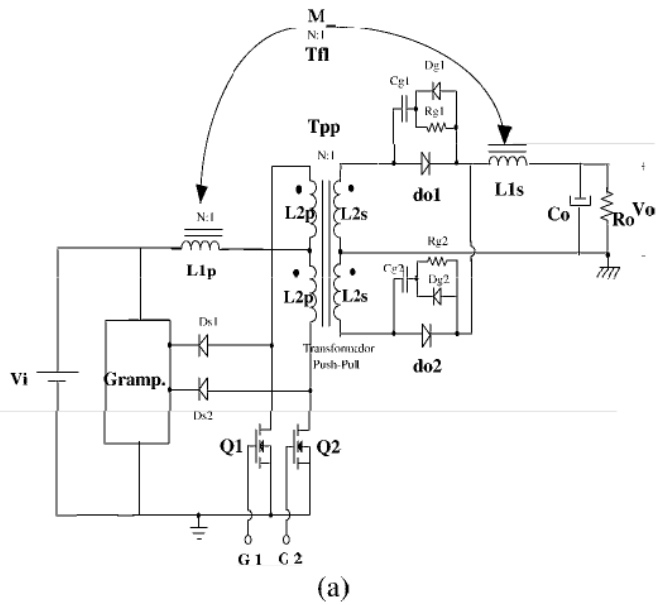 M
N:1
Tfl
Dg1
Cg1
Rg1
Tpp
N:1
do1
L1s
Co
Ro
Vo
+
-
N:1
L1p
L2p
L2s
L2p
L2s
Rg2
Cg2
Dg2
do2
Transformador
Push-Pull
Ds1
Vi
Gramp.
Ds2
Q1
Q2
G 1
G 2
(a)